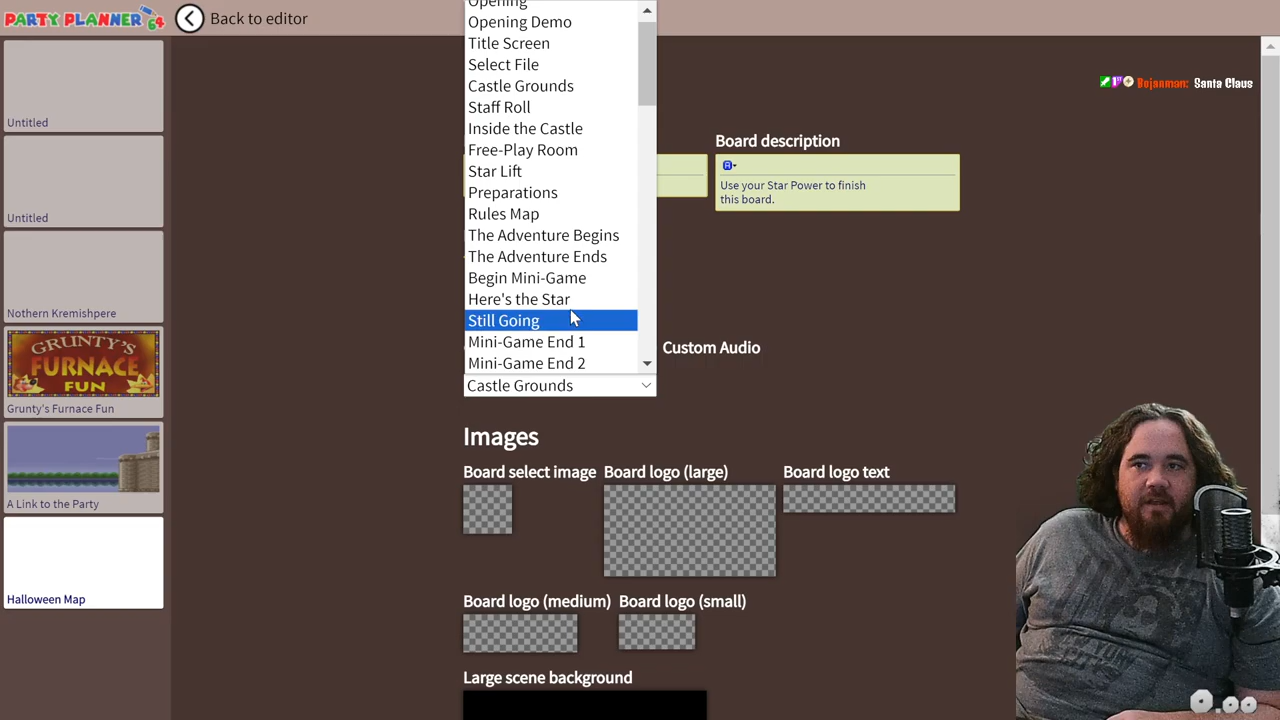 PARTY PLANNER 64
Back to editor
Untitled
Untitled
Nothern Kremishpere
GRUNTY'S
FURNACE
FUN
Grunty's Furnace Fun
A Link to the Party
Halloween Map
Opening
Opening Demo
Title Screen
Select File
Castle Grounds
Staff Roll
Inside the Castle
Free-Play Room
Star Lift
Preparations
Rules Map
The Adventure Begins
The Adventure Ends
Begin Mini-Game
Here's the Star
Still Going
Mini-Game End 1
Mini-Game End 2
Castle Grounds
Bojanman: Santa Claus
Board description
Use your Star Power to finish
this board.
Custom Audio
Images
Board select image
Board logo (large)
Board logo text
Board logo (medium)
Board logo (small)
Large scene background
0.00